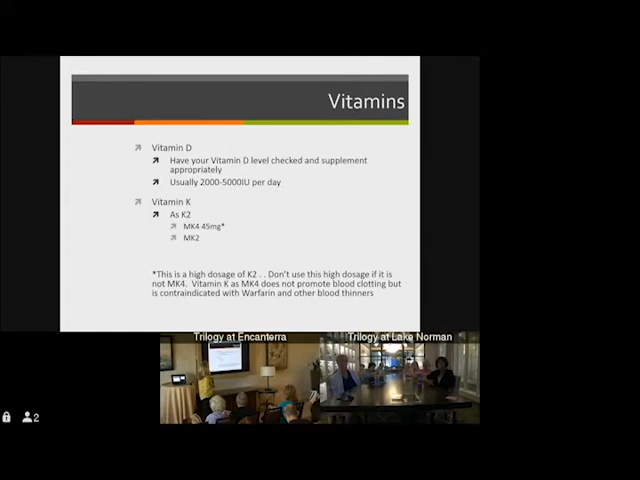 Vitamins
Vitamin D
Have your Vitamin D level checked and supplement
appropriately
Usually 2000-5000IU per day
Vitamin K
As K2
MK4 45mg*
MK2
*This is a high dosage of K2 . . Don't use this high dosage if it is
not MK4. Vitamin K as MK4 does not promote blood clotting but
is contraindicated with Warfarin and other blood thinners
Trilogy at Encanterra
Trilogy at Lake Norman
2